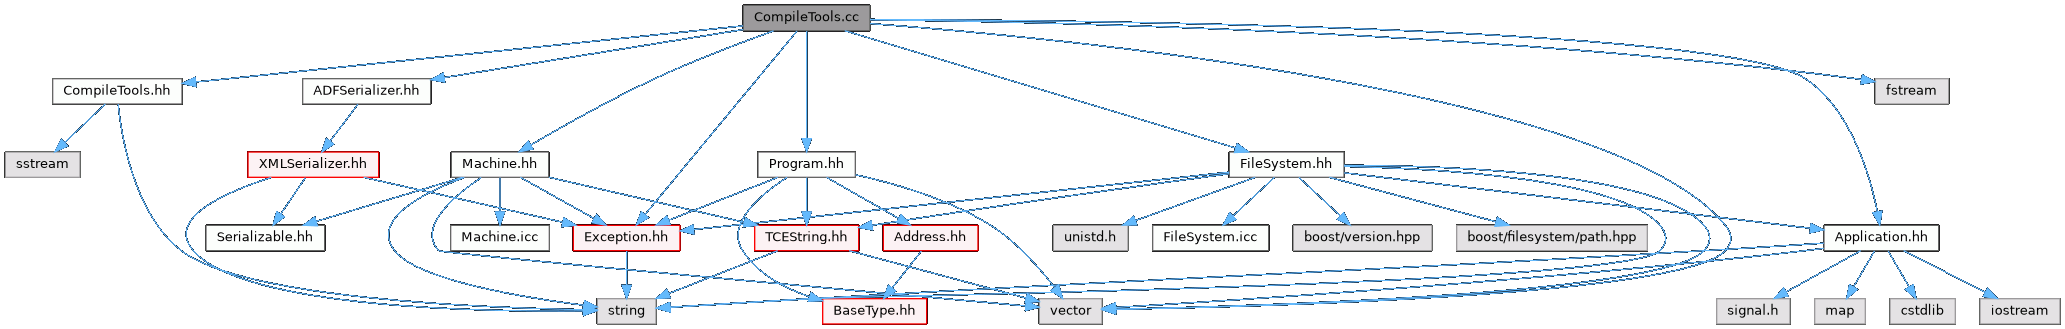 CompileTools.cc
CompileTools.hh
ADFSerializer.hh
fstream
sstream
XMLSerializer.hh
Machine.hh
Program.hh
FileSystem.hh
Serializable.hh
Machine.icc
Exception.hh
TCEString.hh
Address.hh
unistd.h
FileSystem.icc
boost/version.hpp
boost/filesystem/path.hpp
Application.hh
string
BaseType.hh
vector
signal.h
map
cstdlib
iostream